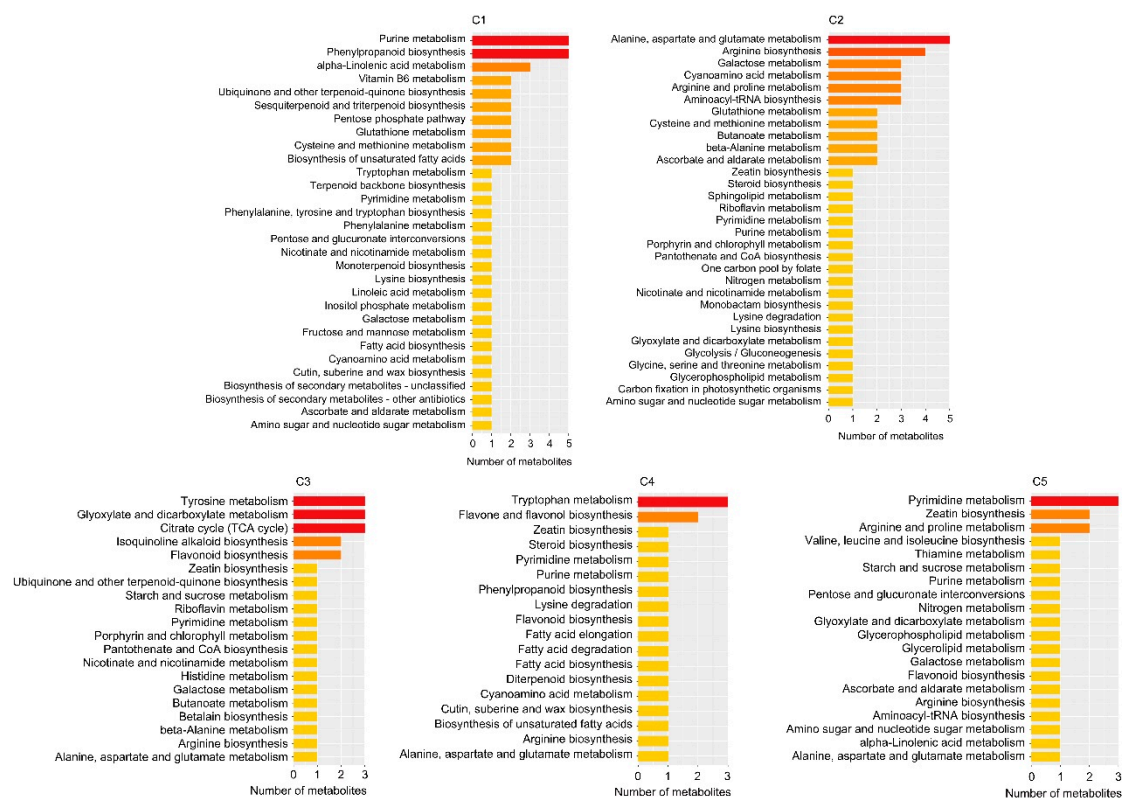 C1
Purine metabolism
Phenylpropanoid biosynthesis
alpha-Linolenic acid metabolism
Vitamin B6 metabolism
Ubiquinone and other terpenoid-quinone biosynthesis
Sesquiterpenoid and triterpenoid biosynthesis
Pentose phosphate pathway
Glutathione metabolism
Cysteine and methionine metabolism
Biosynthesis of unsaturated fatty acids
Tryptophan metabolism
Terpenoid backbone biosynthesis
Pyrimidine metabolism
Phenylalanine, tyrosine and tryptophan biosynthesis
Phenylalanine metabolism
Pentose and glucuronate interconversions
Nicotinate and nicotinamide metabolism
Monoterpenoid biosynthesis
Lysine biosynthesis
Linoleic acid metabolism
Inositol phosphate metabolism
Galactose metabolism
Fructose and mannose metabolism
Fatty acid biosynthesis
Cyanoamino acid metabolism
Cutin, suberine and wax biosynthesis
Biosynthesis of secondary metabolites - unclassified
Biosynthesis of secondary metabolites - other antibiotics
Ascorbate and aldarate metabolism
Amino sugar and nucleotide sugar metabolism
0 1 2 3 4 5
Number of metabolites
C2
Alanine, aspartate and glutamate metabolism
Arginine biosynthesis
Galactose metabolism
Cyanoamino acid metabolism
Arginine and proline metabolism
Aminoacyl-tRNA biosynthesis
Glutathione metabolism
Cysteine and methionine metabolism
Butanoate metabolism
beta-Alanine metabolism
Ascorbate and aldarate metabolism
Zeatin biosynthesis
Steroid biosynthesis
Sphingolipid metabolism
Riboflavin metabolism
Pyrimidine metabolism
Purine metabolism
Porphyrin and chlorophyll metabolism
Pantothenate and CoA biosynthesis
One carbon pool by folate
Nitrogen metabolism
Nicotinate and nicotinamide metabolism
Monobactam biosynthesis
Lysine degradation
Lysine biosynthesis
Glyoxylate and dicarboxylate metabolism
Glycolysis / Gluconeogenesis
Glycine, serine and threonine metabolism
Glycerophospholipid metabolism
Carbon fixation in photosynthetic organisms
Amino sugar and nucleotide sugar metabolism
0 1 2 3 4 5
Number of metabolites
C3
Tyrosine metabolism
Glyoxylate and dicarboxylate metabolism
Citrate cycle (TCA cycle)
Isoquinoline alkaloid biosynthesis
Flavonoid biosynthesis
Zeatin biosynthesis
Ubiquinone and other terpenoid-quinone biosynthesis
Starch and sucrose metabolism
Riboflavin metabolism
Pyrimidine metabolism
Porphyrin and chlorophyll metabolism
Pantothenate and CoA biosynthesis
Nicotinate and nicotinamide metabolism
Histidine metabolism
Galactose metabolism
Butanoate metabolism
Betalain biosynthesis
beta-Alanine metabolism
Arginine biosynthesis
Alanine, aspartate and glutamate metabolism
0 1 2 3
Number of metabolites
C4
Tryptophan metabolism
Flavone and flavonol biosynthesis
Zeatin biosynthesis
Steroid biosynthesis
Pyrimidine metabolism
Purine metabolism
Phenylpropanoid biosynthesis
Lysine degradation
Flavonoid biosynthesis
Fatty acid elongation
Fatty acid degradation
Fatty acid biosynthesis
Diterpenoid biosynthesis
Cyanoamino acid metabolism
Cutin, suberine and wax biosynthesis
Biosynthesis of unsaturated fatty acids
Arginine biosynthesis
Alanine, aspartate and glutamate metabolism
0 1 2 3
Number of metabolites
C5
Pyrimidine metabolism
Zeatin biosynthesis
Arginine and proline metabolism
Valine, leucine and isoleucine biosynthesis
Thiamine metabolism
Starch and sucrose metabolism
Purine metabolism
Pentose and glucuronate interconversions
Nitrogen metabolism
Glyoxylate and dicarboxylate metabolism
Glycerophospholipid metabolism
Glycerolipid metabolism
Galactose metabolism
Flavonoid biosynthesis
Ascorbate and aldarate metabolism
Arginine biosynthesis
Aminoacyl-tRNA biosynthesis
Amino sugar and nucleotide sugar metabolism
alpha-Linolenic acid metabolism
Alanine, aspartate and glutamate metabolism
0 1 2 3
Number of metabolites